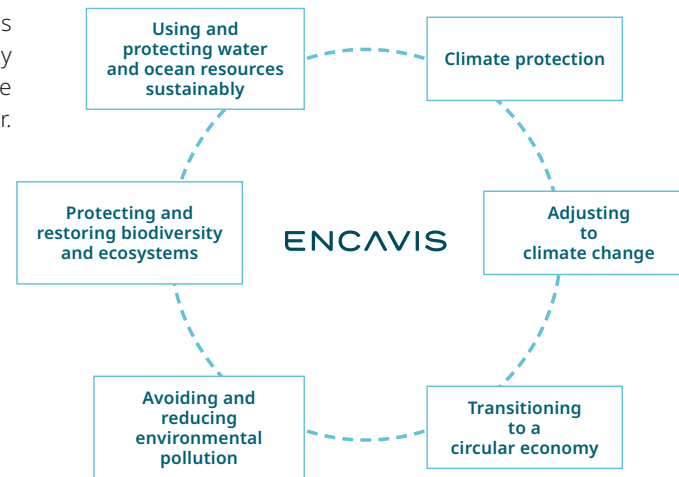 s
y
e
r.
Using and
protecting water
and ocean resources
sustainably
Climate protection
Protecting and
restoring biodiversity
and ecosystems
ENCAVIS
Adjusting
to
climate change
Avoiding and
reducing
environmental
pollution
Transitioning
to a
circular economy